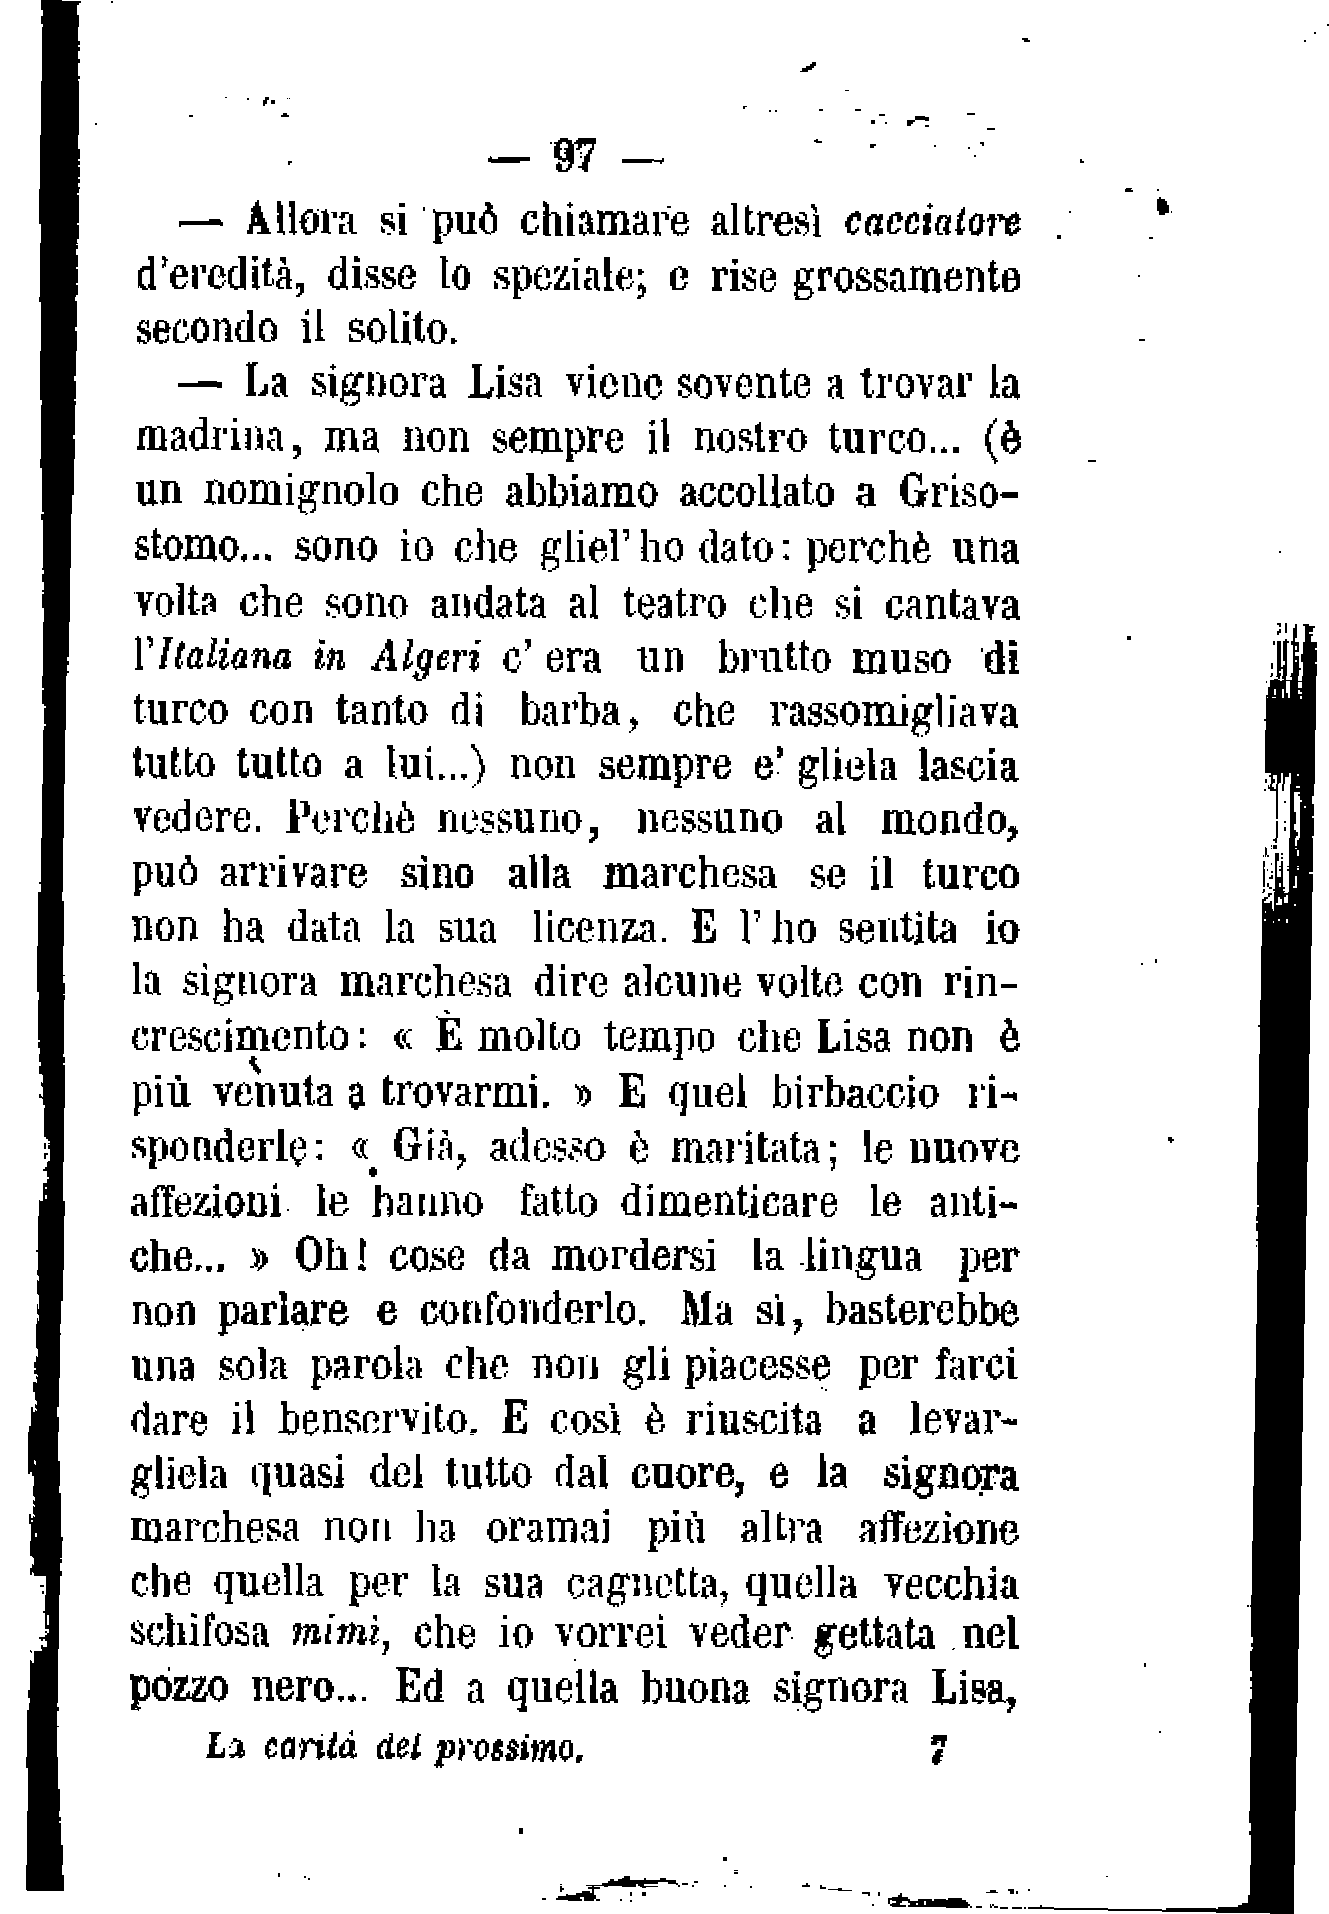 — 97 —
— Allora si può chiamare altresì cacciatore
d'eredità, disse lo speziale; e rise grossamente
secondo il solito.
— La signora Lisa viene sovente a trovar la
madrina, ma non sempre il nostro turco... (è
un nomignolo che abbiamo accollato a Griso-
stomo... sono io che gliel' ho dato: perchè una
volta che sono andata al teatro che si cantava
l'Italiana in Algeri c' era un brutto muso di
turco con tanto di barba, che rassomigliava
tutto tutto a lui...) non sempre e' gliela lascia
vedere. Perchè nessuno, nessuno al mondo,
può arrivare sino alla marchesa se il turco
non ha data la sua licenza. E l' ho sentita io
la signora marchesa dire alcune volte con rin-
crescimento: « È molto tempo che Lisa non è
più venuta a trovarmi. » E quel birbaccio ri-
sponderle: « Già, adesso è maritata; le nuove
affezioni le hanno fatto dimenticare le anti-
che... » Oh! cose da mordersi la lingua per
non parlare e confonderlo. Ma sì, basterebbe
una sola parola che non gli piacesse per farci
dare il benservito. E così è riuscita a levar-
gliela quasi del tutto dal cuore, e la signora
marchesa non ha oramai più altra affezione
che quella per la sua cagnetta, quella vecchia
schifosa mimì, che io vorrei veder gettata nel
pozzo nero... Ed a quella buona signora Lisa,
La carità del prossimo. 7